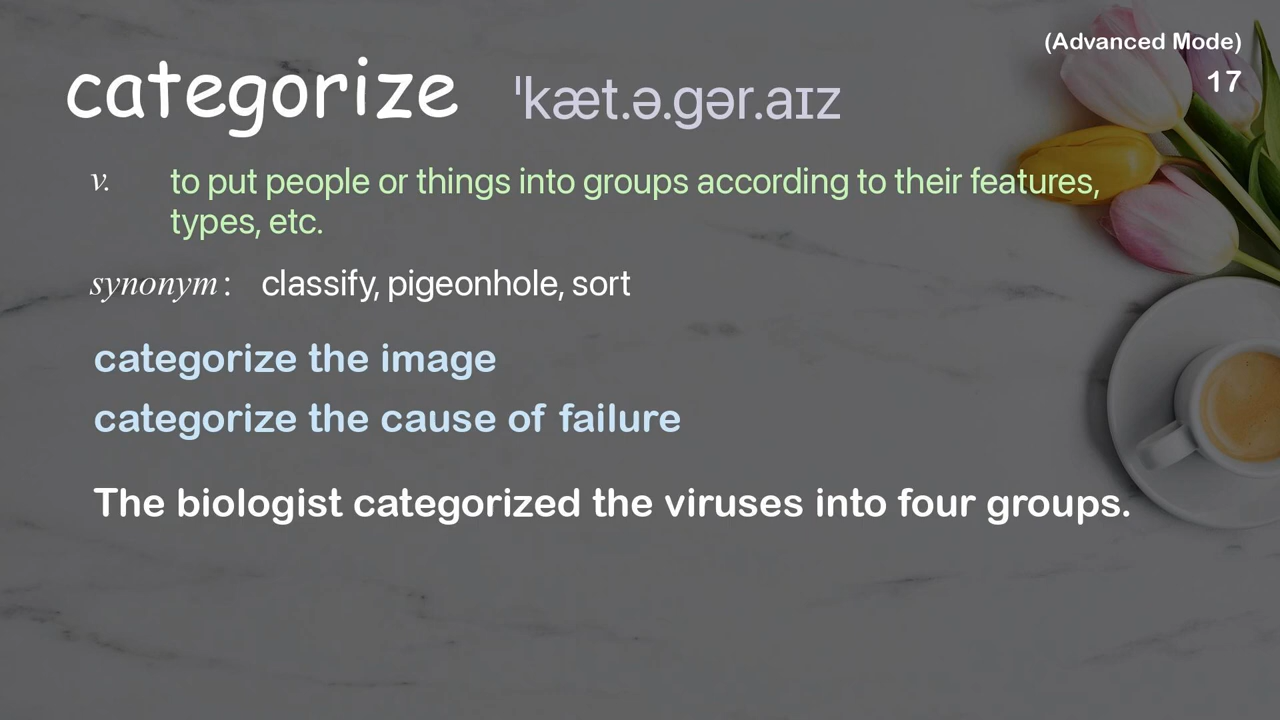 (Advanced Mode)
17
categorize ˈkæt.ə.gər.aɪz
v. to put people or things into groups according to their features,
types, etc.
synonym: classify, pigeonhole, sort
categorize the image
categorize the cause of failure
The biologist categorized the viruses into four groups.